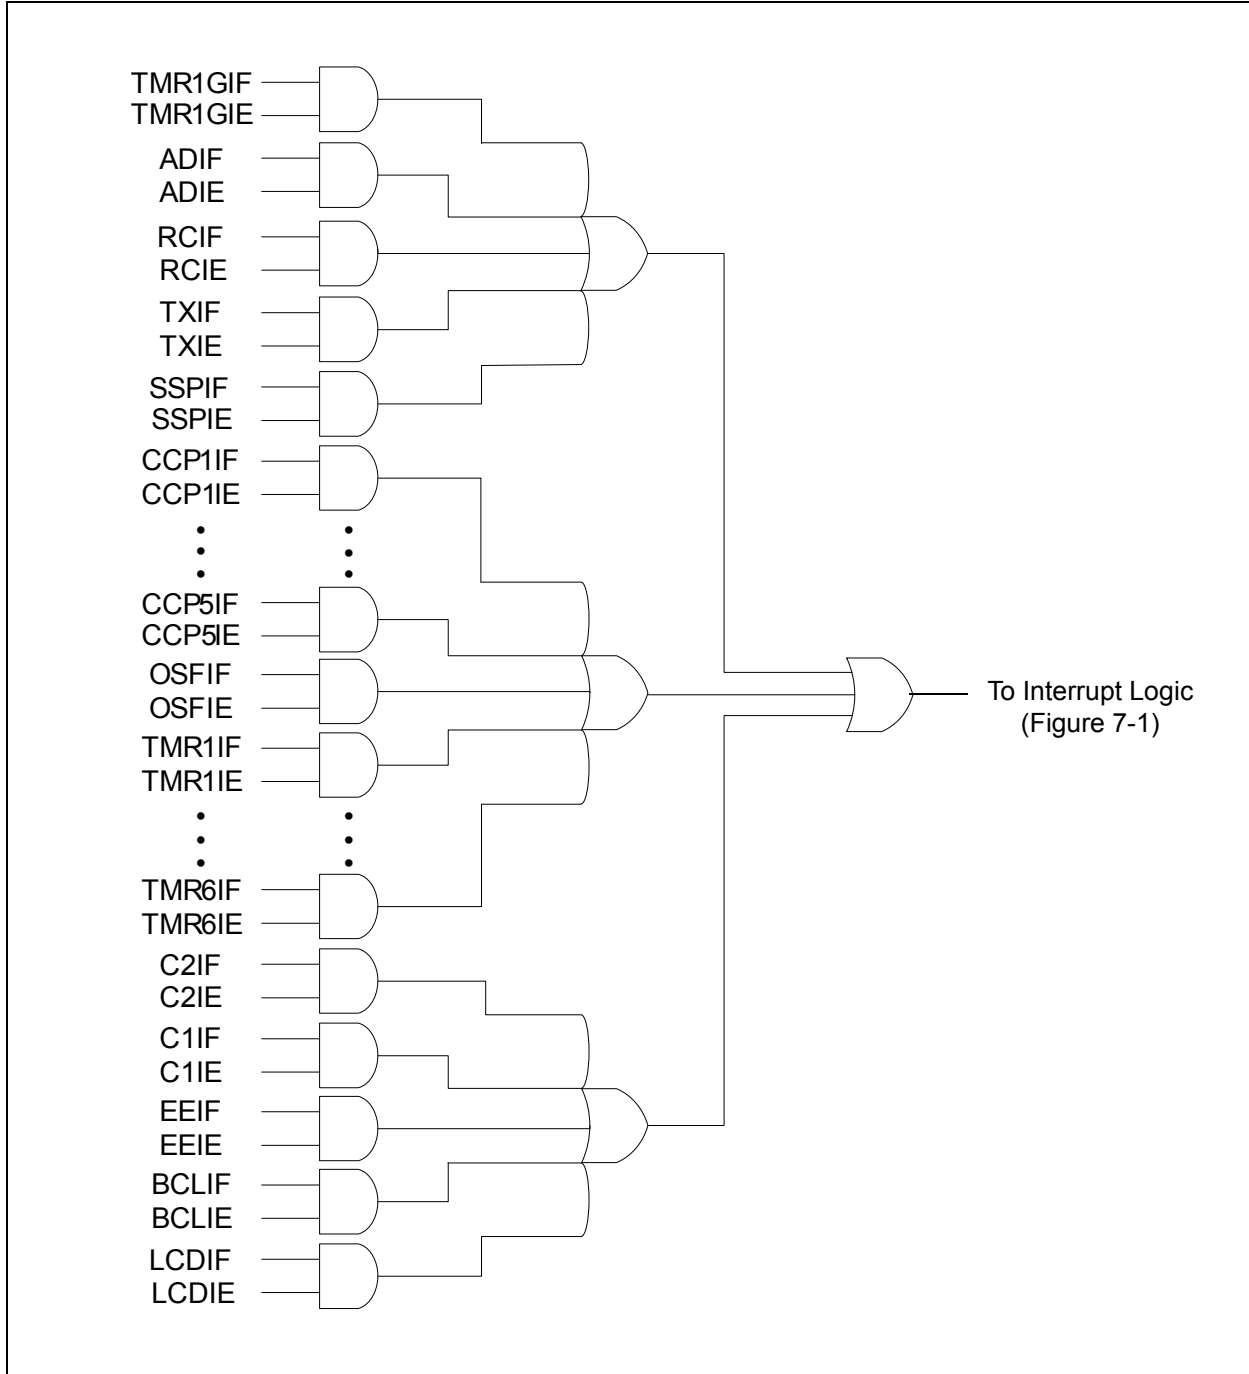 TMR1GIF
TMR1GIE
ADIF
ADIE
RCIF
RCIE
TXIF
TXIE
SSPIF
SSPIE
CCP1IF
CCP1IE
CCP5IF
CCP5IE
OSFIF
OSFIE
TMR1IF
TMR1IE
To Interrupt Logic
(Figure 7-1)
TMR6IF
TMR6IE
C2IF
C2IE
C1IF
C1IE
EEIF
EEIE
BCLIF
BCLIE
LCDIF
LCDIE